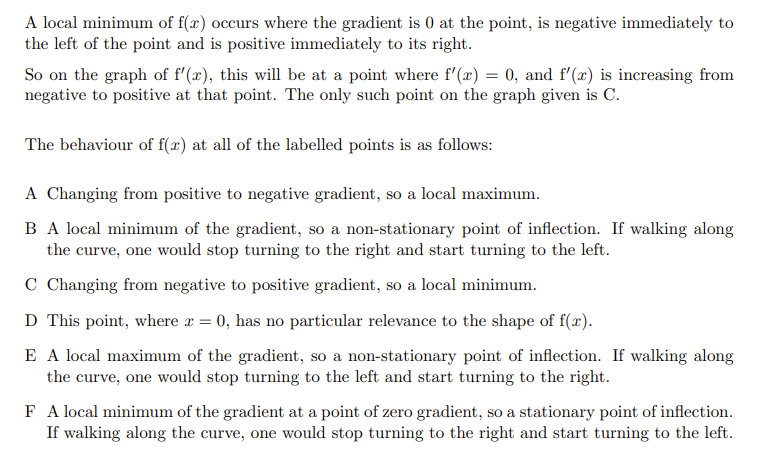 A local minimum of f(x) occurs where the gradient is 0 at the point, is negative immediately to
the left of the point and is positive immediately to its right.
So on the graph of f′(x), this will be at a point where f′(x) = 0, and f′(x) is increasing from
negative to positive at that point. The only such point on the graph given is C.
The behaviour of f(x) at all of the labelled points is as follows:
A Changing from positive to negative gradient, so a local maximum.
B A local minimum of the gradient, so a non-stationary point of inflection. If walking along
the curve, one would stop turning to the right and start turning to the left.
C Changing from negative to positive gradient, so a local minimum.
D This point, where x = 0, has no particular relevance to the shape of f(x).
E A local maximum of the gradient, so a non-stationary point of inflection. If walking along
the curve, one would stop turning to the left and start turning to the right.
F A local minimum of the gradient at a point of zero gradient, so a stationary point of inflection.
If walking along the curve, one would stop turning to the right and start turning to the left.